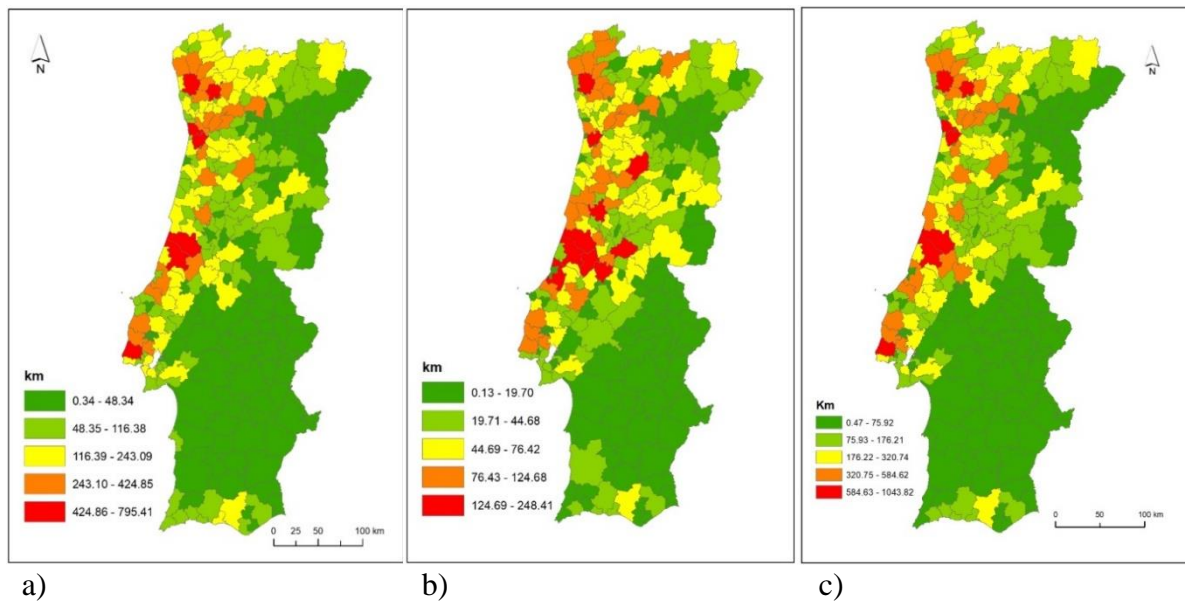 N
km
0.34 - 48.34
48.35 - 116.38
116.39 - 243.09
243.10 - 424.85
424.86 - 795.41
0 25 50 100 km
a)
km
0.13 - 19.70
19.71 - 44.68
44.69 - 76.42
76.43 - 124.68
124.69 - 248.41
b)
N
Km
0.47 - 75.92
75.93 - 176.21
176.22 - 320.74
320.75 - 584.62
584.63 - 1043.82
0 50 100 km
c)